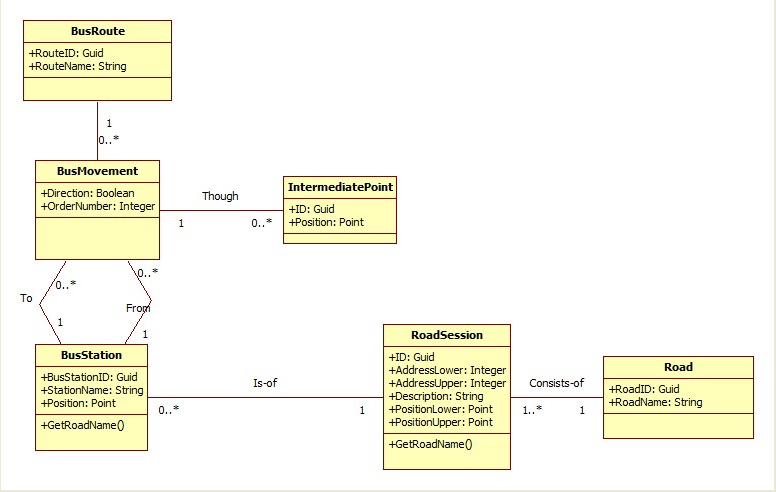 BusRoute
+RouteID: Guid
+RouteName: String
1
0..*
BusMovement
+Direction: Boolean
+OrderNumber: Integer
Though
1
0..*
IntermediatePoint
+ID: Guid
+Position: Point
0..*
0..*
To
From
1
1
BusStation
+BusStationID: Guid
+StationName: String
+Position: Point
+GetRoadName()
Is-of
0..*
1
RoadSession
+ID: Guid
+AddressLower: Integer
+AddressUpper: Integer
+Description: String
+PositionLower: Point
+PositionUpper: Point
+GetRoadName()
Consists-of
1..*
1
Road
+RoadID: Guid
+RoadName: String